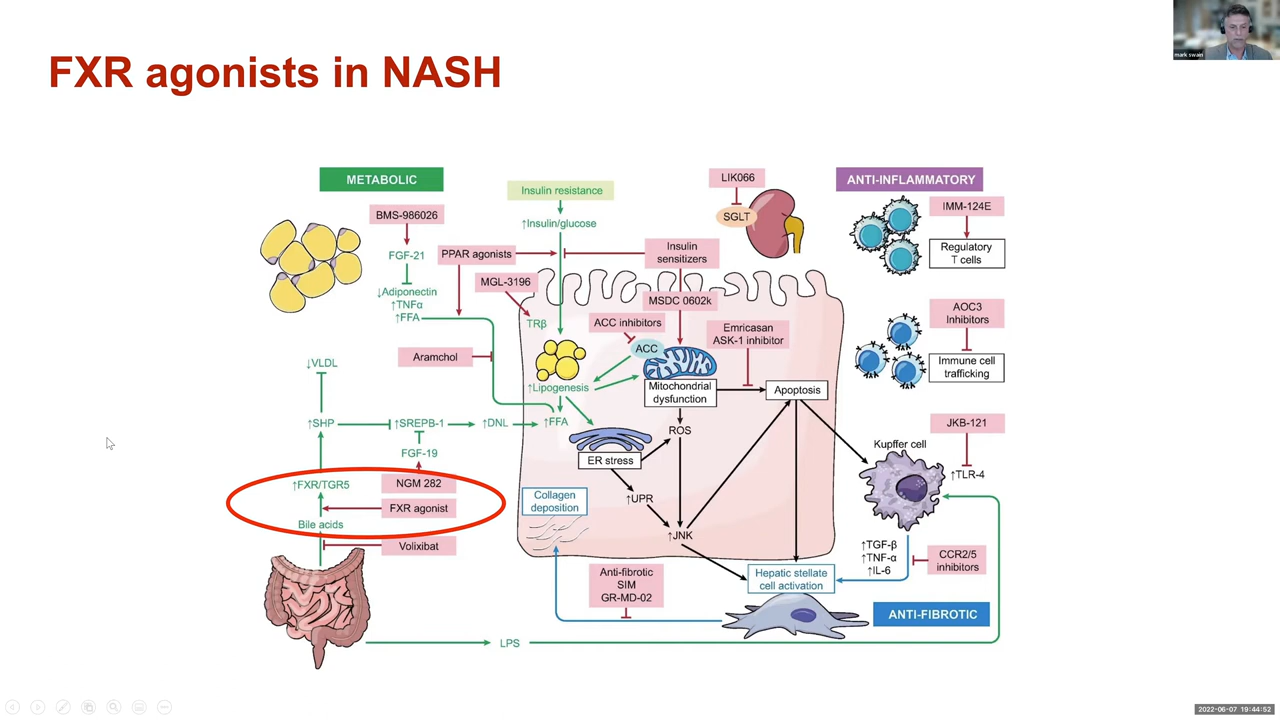 FXR agonists in NASH
mark swain
METABOLIC
BMS-986026
FGF-21
↓Adiponectin
↑TNFα
↑FFA
PPAR agonists
Insulin resistance
↑Insulin/glucose
MGL-3196
TRβ
Insulin
sensitizers
MSDC 0602k
ACC inhibitors
ACC
Emricasan
ASK-1 inhibitor
LIK066
SGLT
ANTI-INFLAMMATORY
IMM-124E
Regulatory
T cells
AOC3
Inhibitors
Immune cell
trafficking
JKB-121
↑TLR-4
Kupffer cell
Aramchol
↓VLDL
↑SHP
↑SREPB-1
↑DNL
↑FFA
↑Lipogenesis
Mitochondrial
dysfunction
Apoptosis
ROS
ER stress
↑UPR
↑JNK
FGF-19
NGM 282
↑FXR/TGR5
FXR agonist
Bile acids
Volixibat
Collagen
deposition
Anti-fibrotic
SIM
GR-MD-02
Hepatic stellate
cell activation
↑TGF-β
↑TNF-α
↑IL-6
CCR2/5
inhibitors
ANTI-FIBROTIC
LPS
2022-06-07 19:44:52